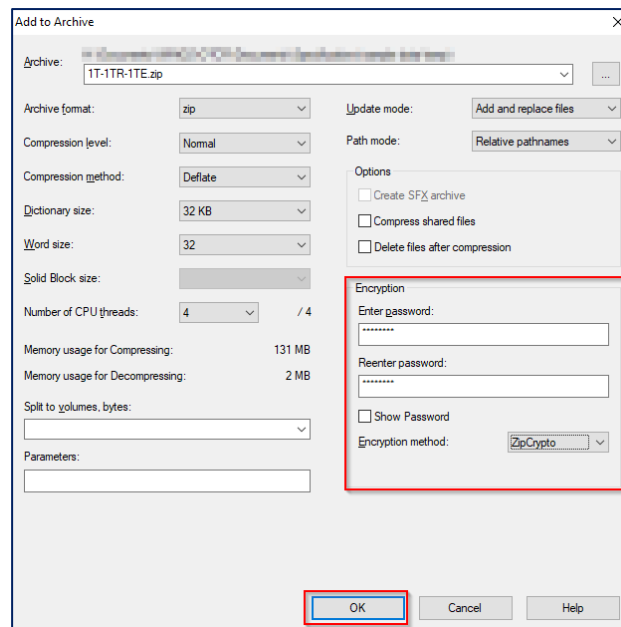 Add to Archive
Archive:
1T-1TR-1TE.zip
...
Archive format: zip
Compression level: Normal
Compression method: Deflate
Dictionary size: 32 KB
Word size: 32
Solid Block size:
Number of CPU threads: 4 / 4
Memory usage for Compressing: 131 MB
Memory usage for Decompressing: 2 MB
Split to volumes, bytes:
Parameters:
Update mode: Add and replace files
Path mode: Relative pathnames
Options
Create SFX archive
Compress shared files
Delete files after compression
Encryption
Enter password:
********
Reenter password:
********
Show Password
Encryption method: ZipCrypto
OK Cancel Help